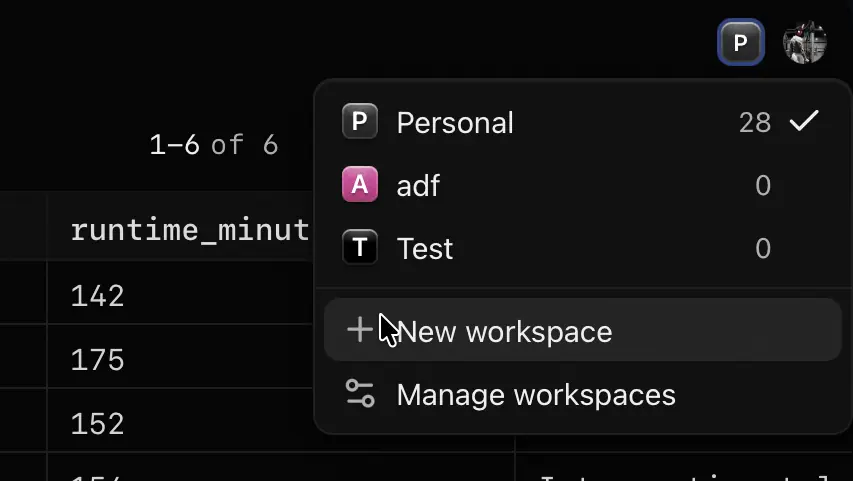 P
1–6 of 6
P Personal 28
A adf 0
T Test 0
runtime_minut
New workspace
Manage workspaces
142
175
152